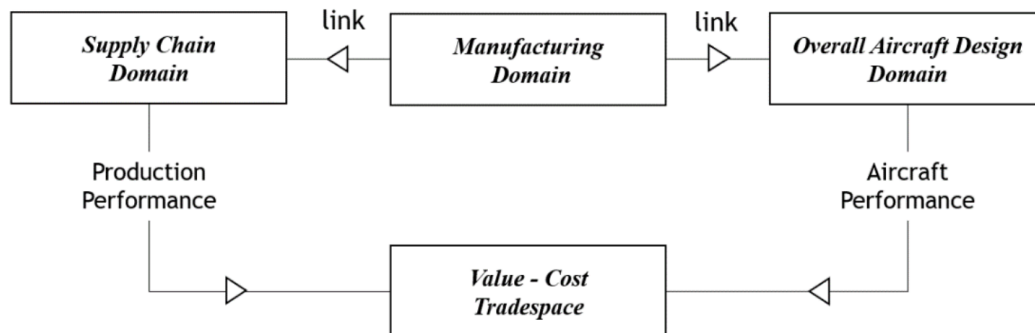 link
link
Supply Chain
Domain
Manufacturing
Domain
Overall Aircraft Design
Domain
Production
Performance
Aircraft
Performance
Value - Cost
Tradespace